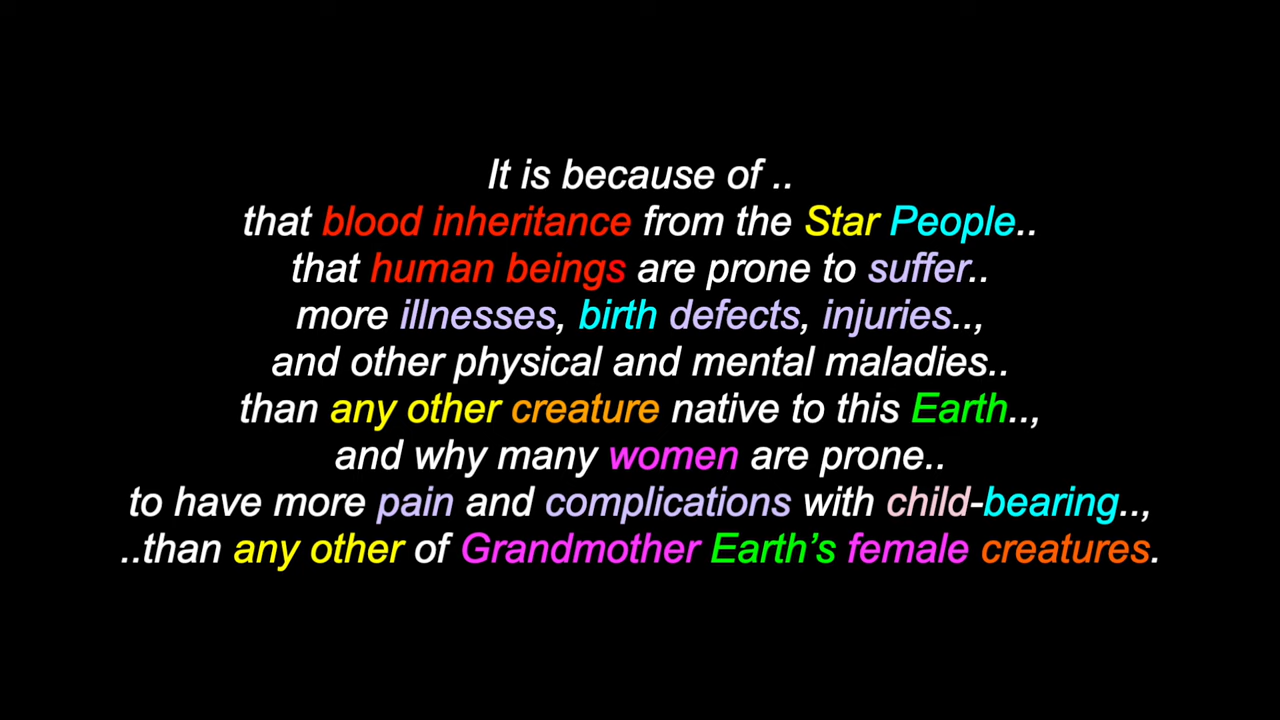 It is because of ..
that blood inheritance from the Star People..
that human beings are prone to suffer..
more illnesses, birth defects, injuries..,
and other physical and mental maladies..
than any other creature native to this Earth..,
and why many women are prone..
to have more pain and complications with child-bearing..,
..than any other of Grandmother Earth’s female creatures.